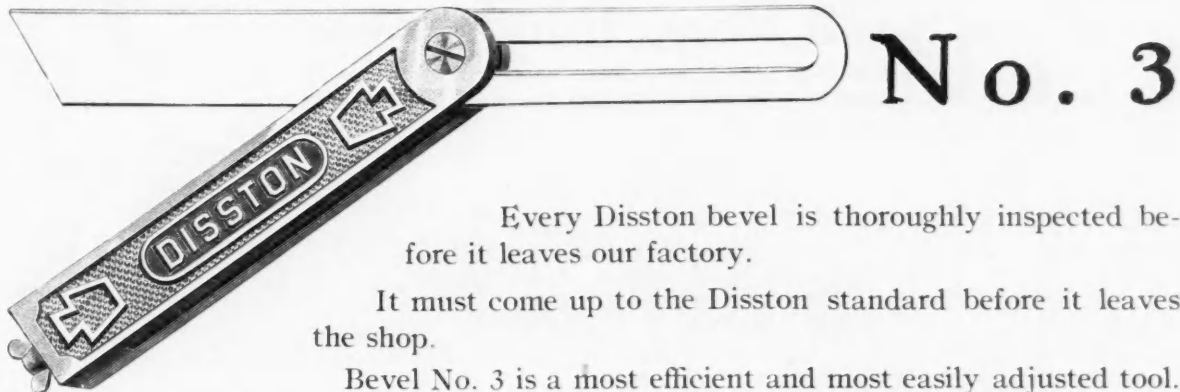 No. 3
DISSTON
Every Disston bevel is thoroughly inspected be-
fore it leaves our factory.
It must come up to the Disston standard before it leaves
the shop.
Bevel No. 3 is a most efficient and most easily adjusted tool.